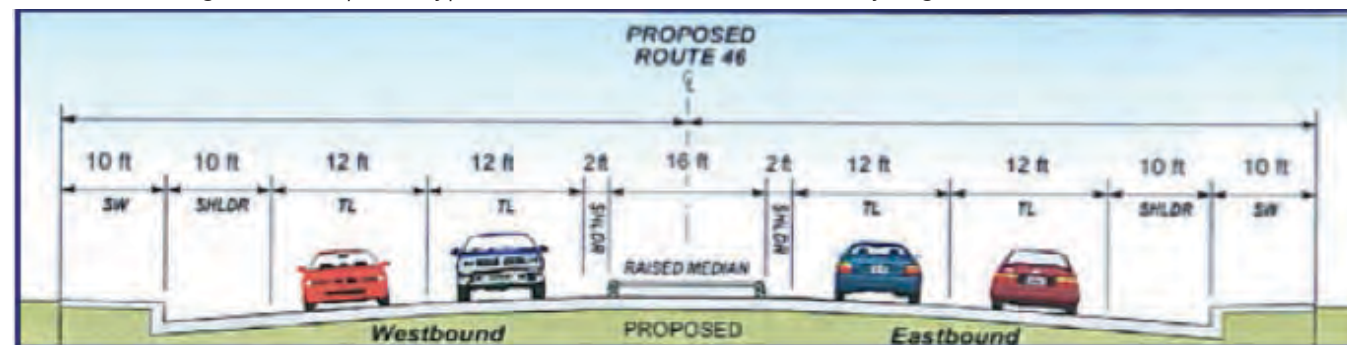 PROPOSED
ROUTE 46
10 ft 10 ft 12 ft 12 ft 2 ft 16 ft 2 ft 12 ft 12 ft 10 ft 10 ft
SW SHLDR TL TL SHLDR SHLDR TL TL SHLDR SW
RAISED MEDIAN
Westbound PROPOSED Eastbound